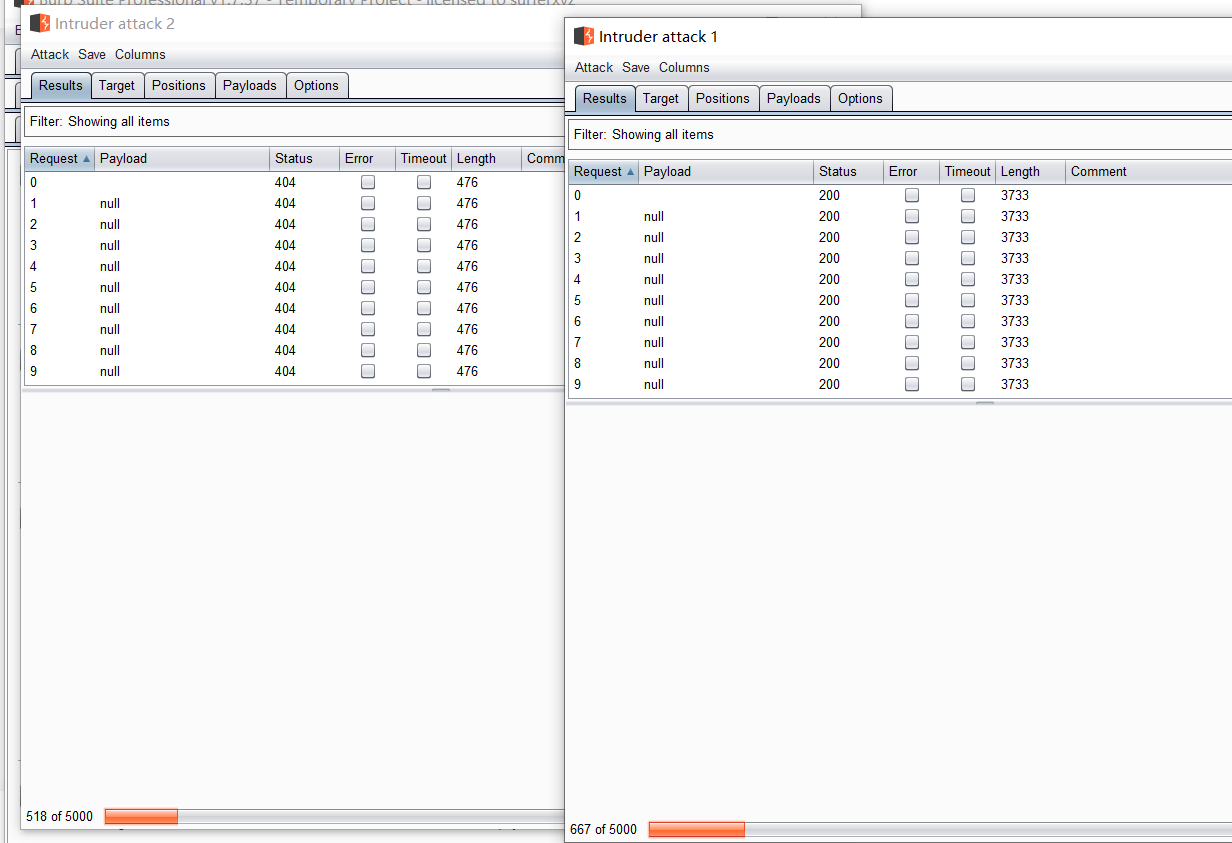 Burp Suite Professional v1.7.37 - Temporary Project - licensed to surferxyz
Intruder attack 2
Attack Save Columns
Results Target Positions Payloads Options
Filter: Showing all items
Request Payload Status Error Timeout Length Comm
0 404 476
1 null 404 476
2 null 404 476
3 null 404 476
4 null 404 476
5 null 404 476
6 null 404 476
7 null 404 476
8 null 404 476
9 null 404 476
518 of 5000
Intruder attack 1
Attack Save Columns
Results Target Positions Payloads Options
Filter: Showing all items
Request Payload Status Error Timeout Length Comment
0 200 3733
1 null 200 3733
2 null 200 3733
3 null 200 3733
4 null 200 3733
5 null 200 3733
6 null 200 3733
7 null 200 3733
8 null 200 3733
9 null 200 3733
667 of 5000